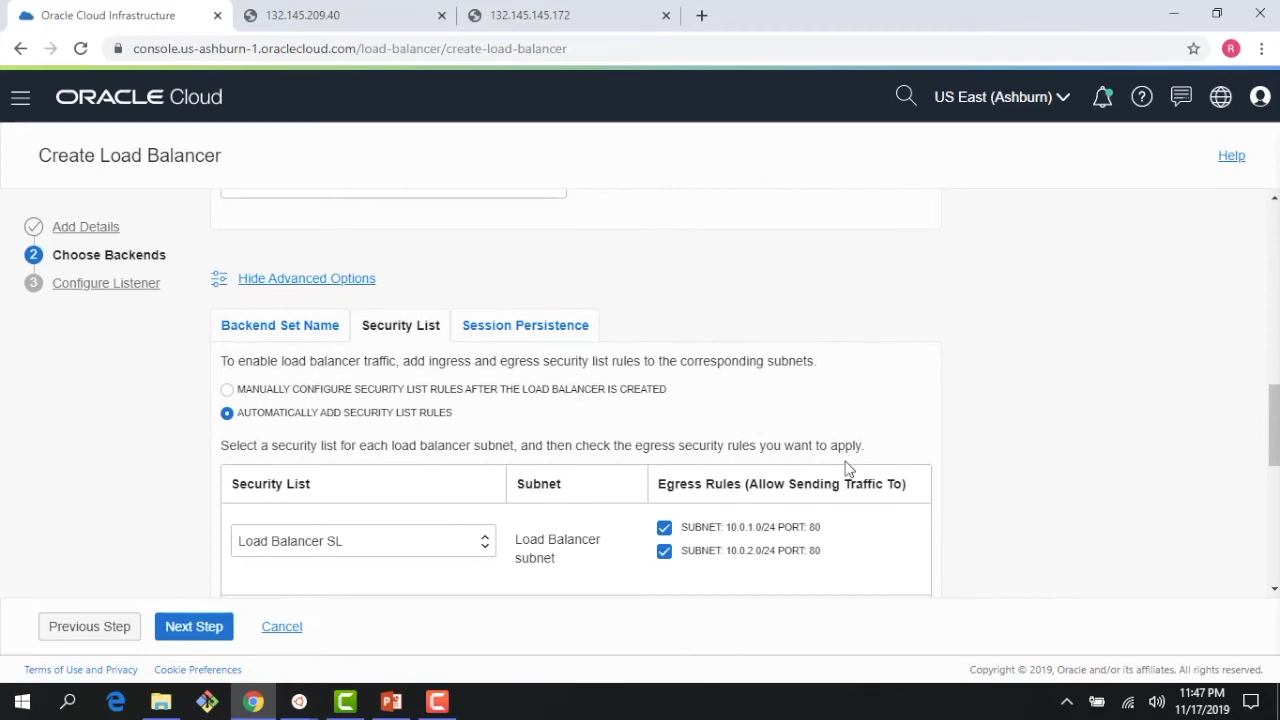 Oracle Cloud Infrastructure
132.145.209.40
132.145.145.172
console.us-ashburn-1.oraclecloud.com/load-balancer/create-load-balancer
R
ORACLE Cloud
US East (Ashburn)
Create Load Balancer
Help
Add Details
2 Choose Backends
3 Configure Listener
Hide Advanced Options
Backend Set Name
Security List
Session Persistence
To enable load balancer traffic, add ingress and egress security list rules to the corresponding subnets.
MANUALLY CONFIGURE SECURITY LIST RULES AFTER THE LOAD BALANCER IS CREATED
AUTOMATICALLY ADD SECURITY LIST RULES
Select a security list for each load balancer subnet, and then check the egress security rules you want to apply.
Security List
Subnet
Egress Rules (Allow Sending Traffic To)
Load Balancer SL
Load Balancer
subnet
SUBNET: 10.0.1.0/24 PORT: 80
SUBNET: 10.0.2.0/24 PORT: 80
Previous Step
Next Step
Cancel
Terms of Use and Privacy
Cookie Preferences
Copyright © 2019, Oracle and/or its affiliates. All rights reserved.
11:47 PM
11/17/2019